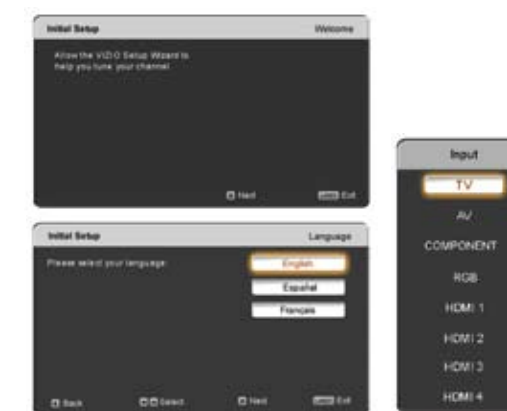 Initial Setup Welcome
Allow the VIZIO Setup Wizard to
help you tune your channel.
Next Exit
Initial Setup Language
Please select your language:
English
Español
Français
Back Select Next Exit
Input
TV
AV
COMPONENT
RGB
HDMI 1
HDMI 2
HDMI 3
HDMI 4